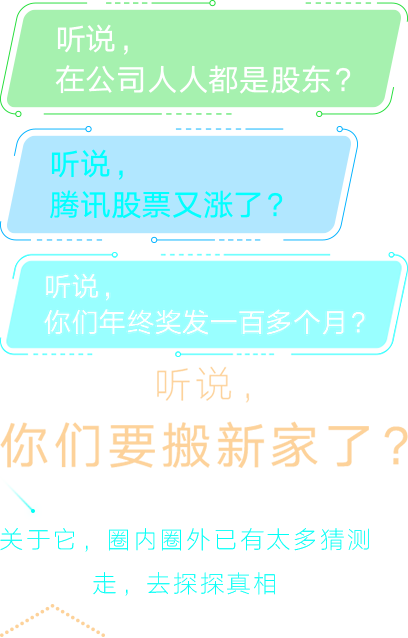 听说，
在公司人人都是股东？
听说，
腾讯股票又涨了？
听说，
你们年终奖发一百多个月？
听说，
你们要搬新家了？
关于它，圈内圈外已有太多猜测
走，去探探真相